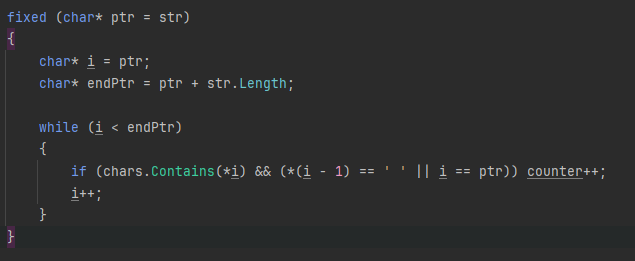 fixed (char* ptr = str)
{
    char* i = ptr;
    char* endPtr = ptr + str.Length;

    while (i < endPtr)
    {
        if (chars.Contains(*i) && (*(i - 1) == ' ' || i == ptr)) counter++;
        i++;
    }
}